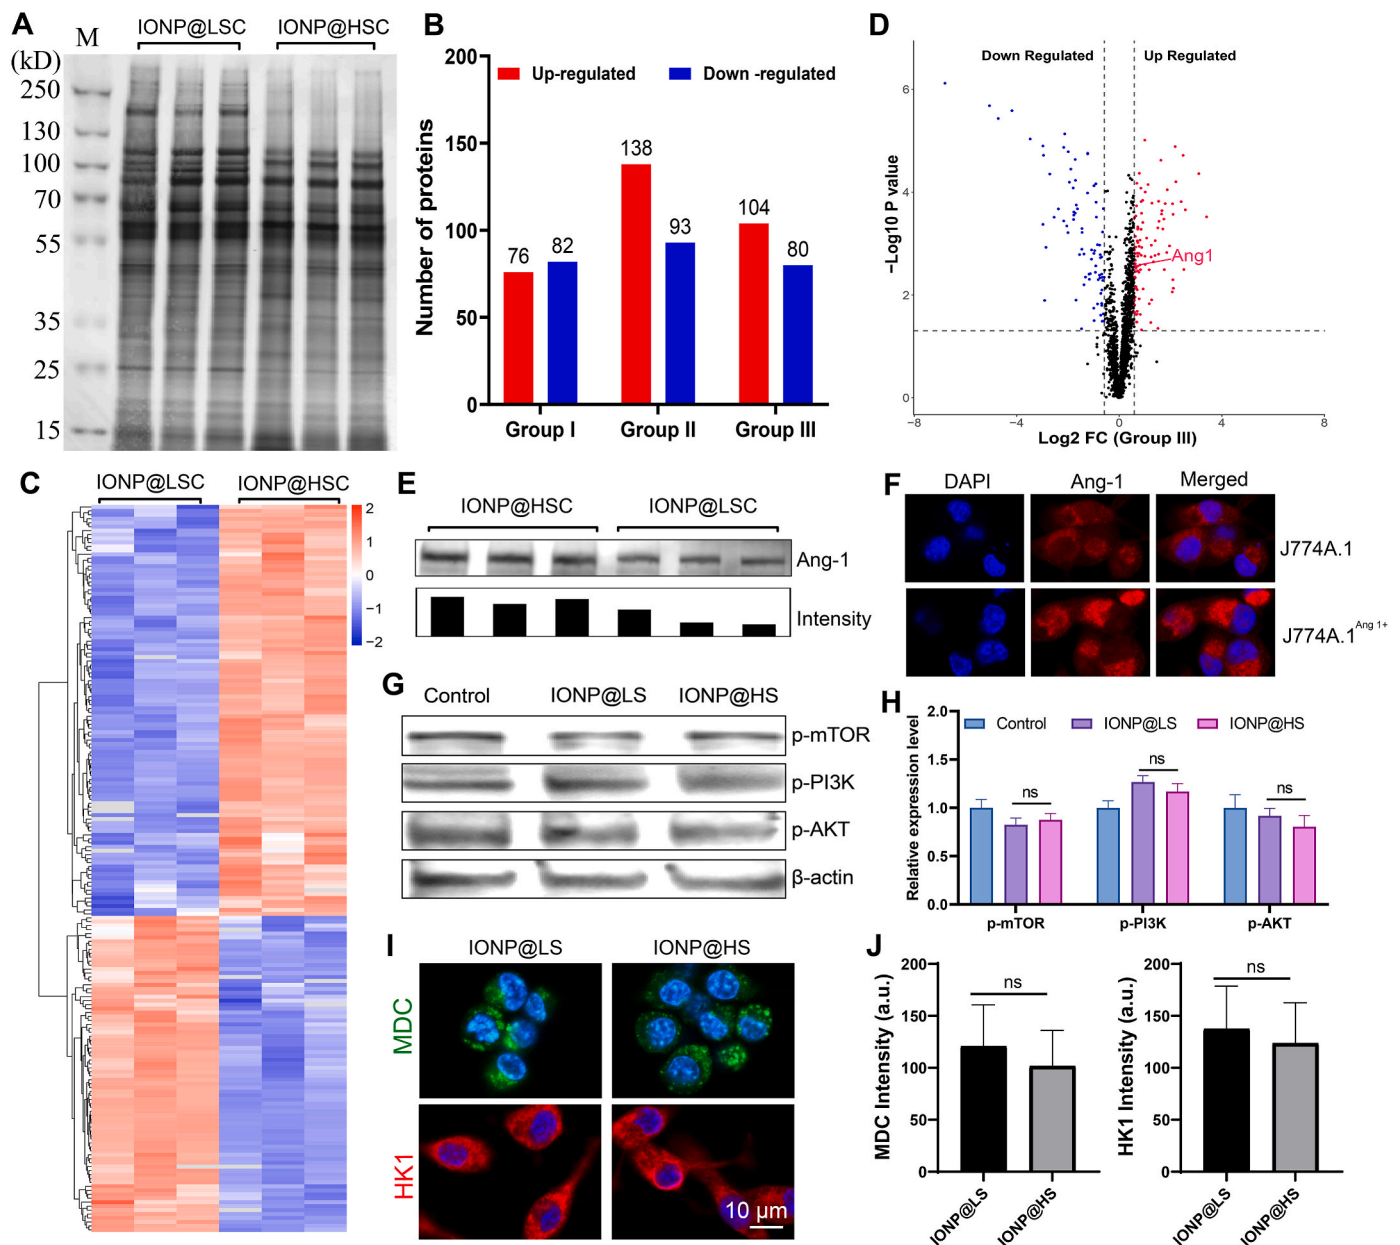 A
M
IONP@LSC
IONP@HSC
(kD)
250
130
100
70
55
35
25
15
B
200
150
100
50
0
Number of proteins
Up-regulated
Down -regulated
76
82
138
93
104
80
Group I
Group II
Group III
D
Down Regulated
Up Regulated
6
4
2
0
−Log10 P value
Ang1
−8
−4
0
4
8
Log2 FC (Group III)
C
IONP@LSC
IONP@HSC
2
1
0
−1
−2
E
IONP@HSC
IONP@LSC
Ang-1
Intensity
F
DAPI
Ang-1
Merged
J774A.1
J774A.1Ang 1+
G
Control
IONP@LS
IONP@HS
p-mTOR
p-PI3K
p-AKT
β-actin
H
2.0
1.5
1.0
0.5
0.0
Relative expression level
Control
IONP@LS
IONP@HS
ns
ns
ns
p-mTOR
p-PI3K
p-AKT
I
IONP@LS
IONP@HS
MDC
HK1
10 μm
J
200
150
100
50
0
MDC Intensity (a.u.)
ns
IONP@LS
IONP@HS
200
150
100
50
0
HK1 Intensity (a.u.)
ns
IONP@LS
IONP@HS